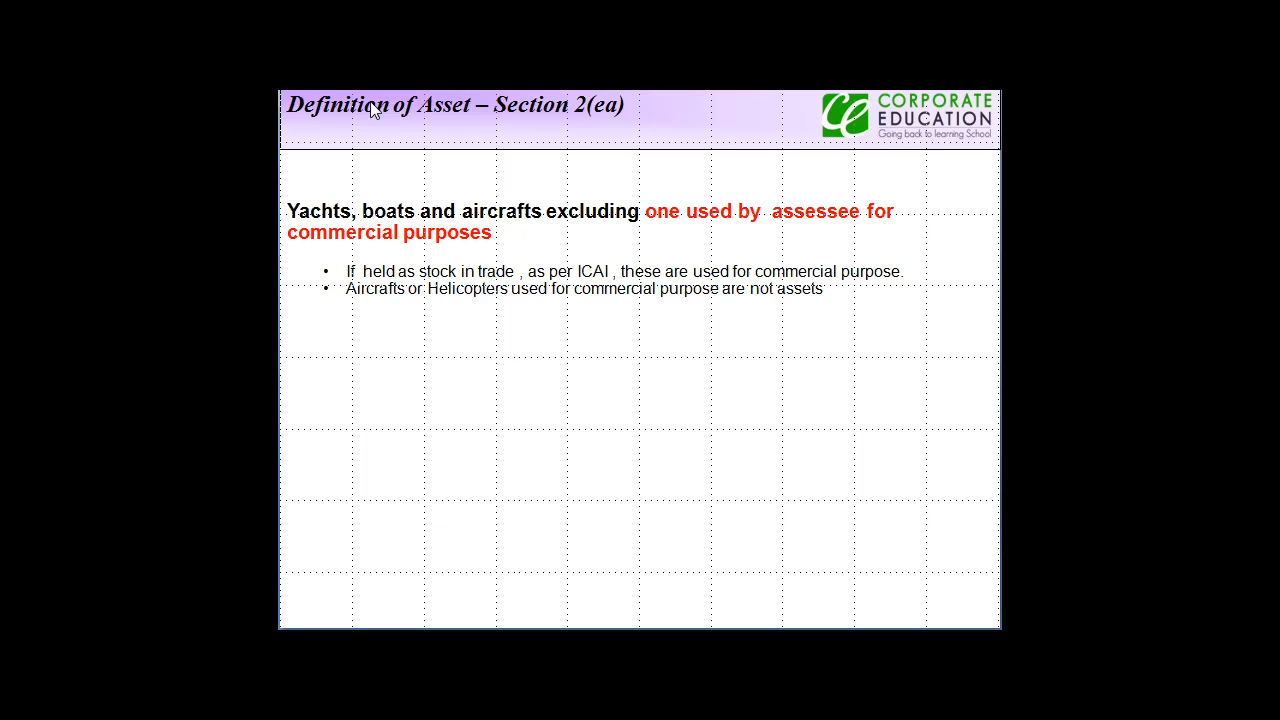 Definition of Asset – Section 2(ea)
CORPORATE
EDUCATION
Going back to learning School
Yachts, boats and aircrafts excluding one used by assessee for
commercial purposes
• If held as stock in trade , as per ICAI , these are used for commercial purpose.
• Aircrafts or Helicopters used for commercial purpose are not assets